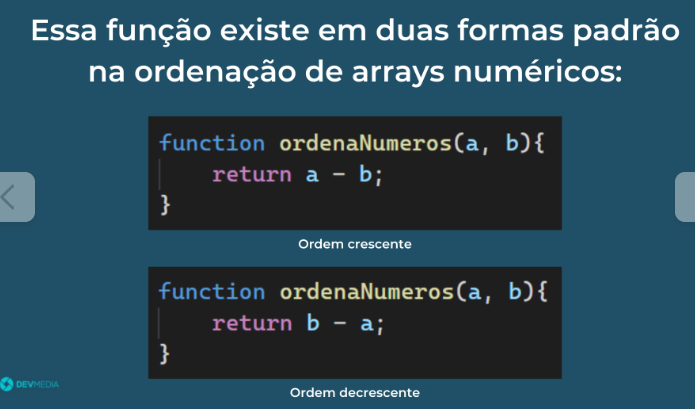 Essa função existe em duas formas padrão
na ordenação de arrays numéricos:
function ordenaNumeros(a, b){
return a - b;
}
Ordem crescente
function ordenaNumeros(a, b){
return b - a;
}
DEVMEDIA
Ordem decrescente